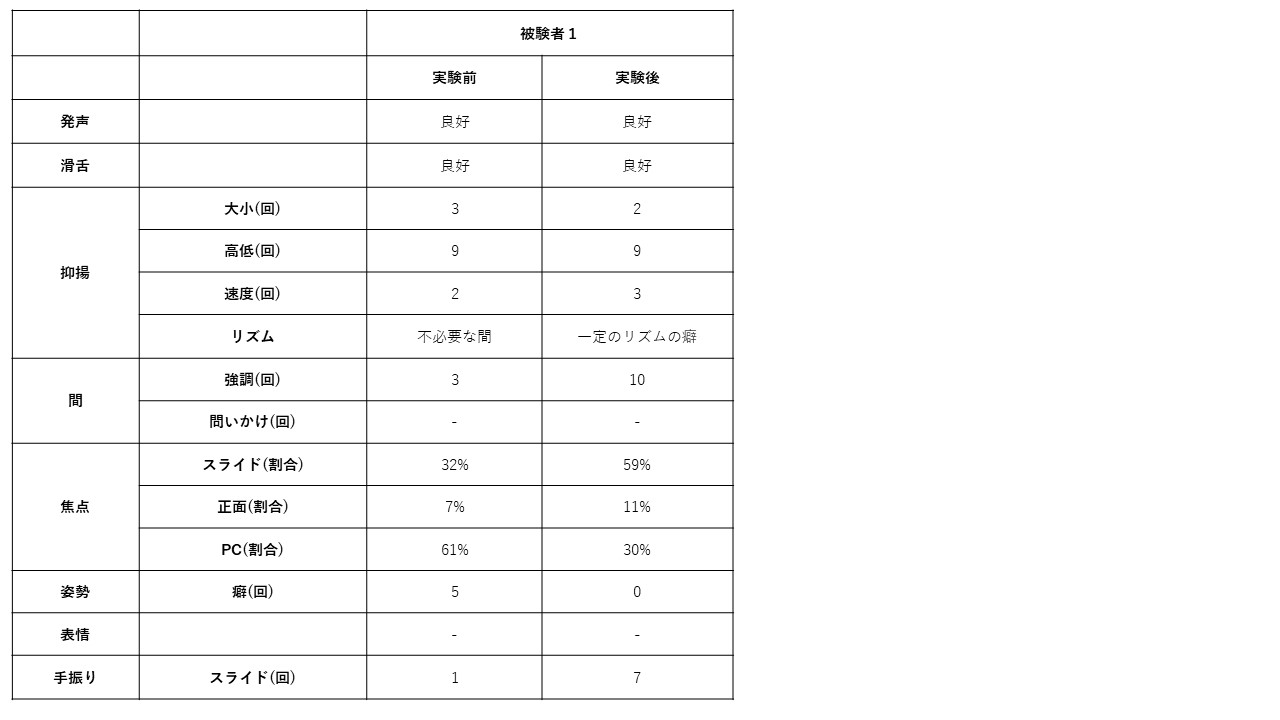 被験者１
実験前 実験後
発声 良好 良好
滑舌 良好 良好
抑揚 大小(回) 3 2
高低(回) 9 9
速度(回) 2 3
リズム 不必要な間 一定のリズムの癖
間 強調(回) 3 10
問いかけ(回) - -
焦点 スライド(割合) 32% 59%
正面(割合) 7% 11%
PC(割合) 61% 30%
姿勢 癖(回) 5 0
表情 - -
手振り スライド(回) 1 7